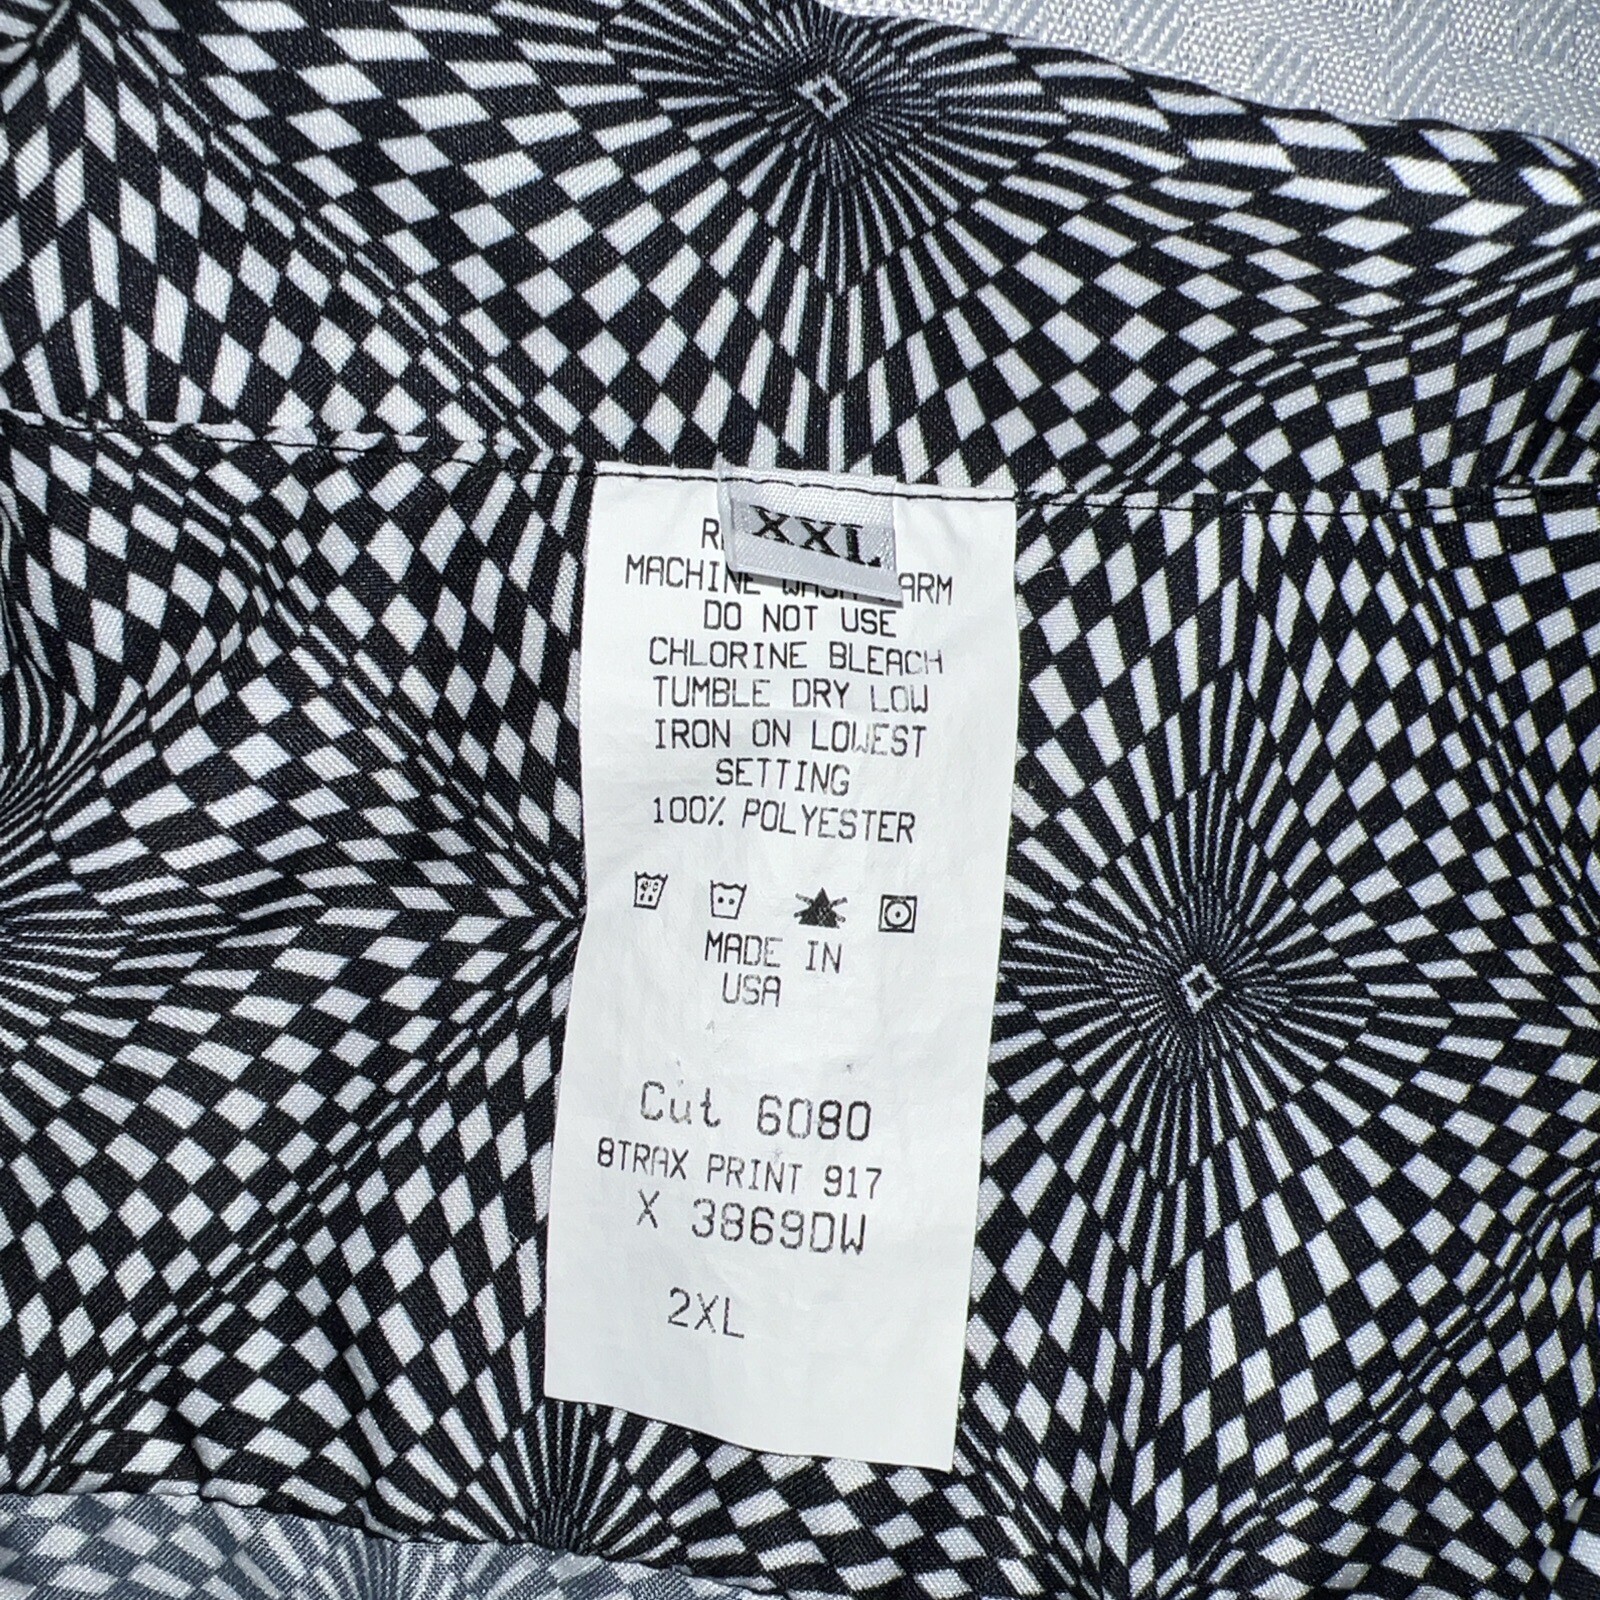 XXL
MACHINE WASH WARM
DO NOT USE
CHLORINE BLEACH
TUMBLE DRY LOW
IRON ON LOWEST
SETTING
100% POLYESTER
MADE IN
USA
Cut 6080
8TRAX PRINT 917
X 3869DW
2XL